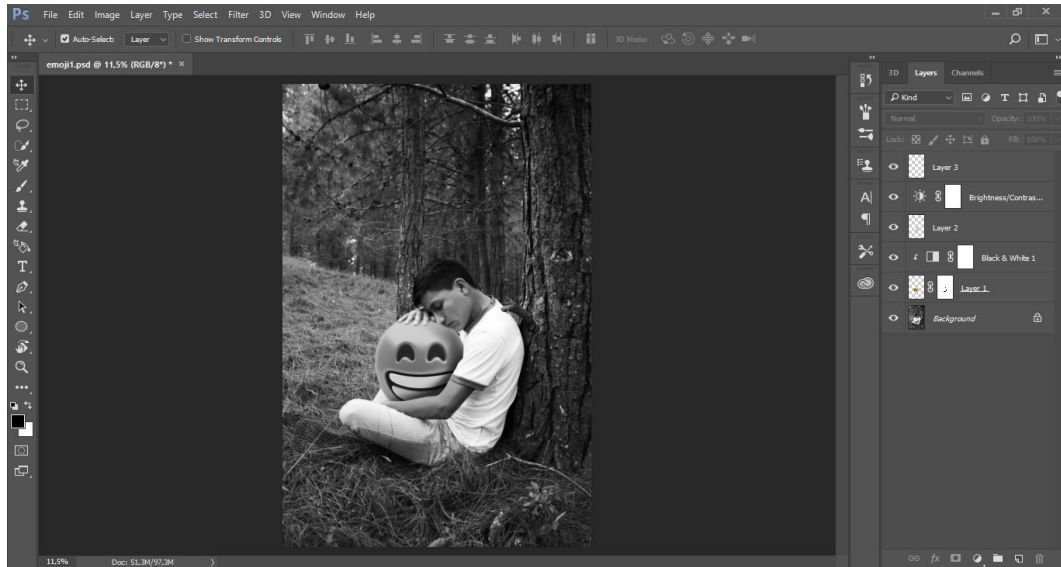 Ps File Edit Image Layer Type Select Filter 3D View Window Help
Auto-Select: Layer Show Transform Controls 3D Mode:
emoji1.psd @ 11,5% (RGB/8*) * ×
3D Layers Channels
Kind
Normal Opacity: 100%
Lock: Fill: 100%
Layer 3
Brightness/Contras...
Layer 2
Black & White 1
Layer 1
Background
11,5% Doc: 51,3M/97,3M